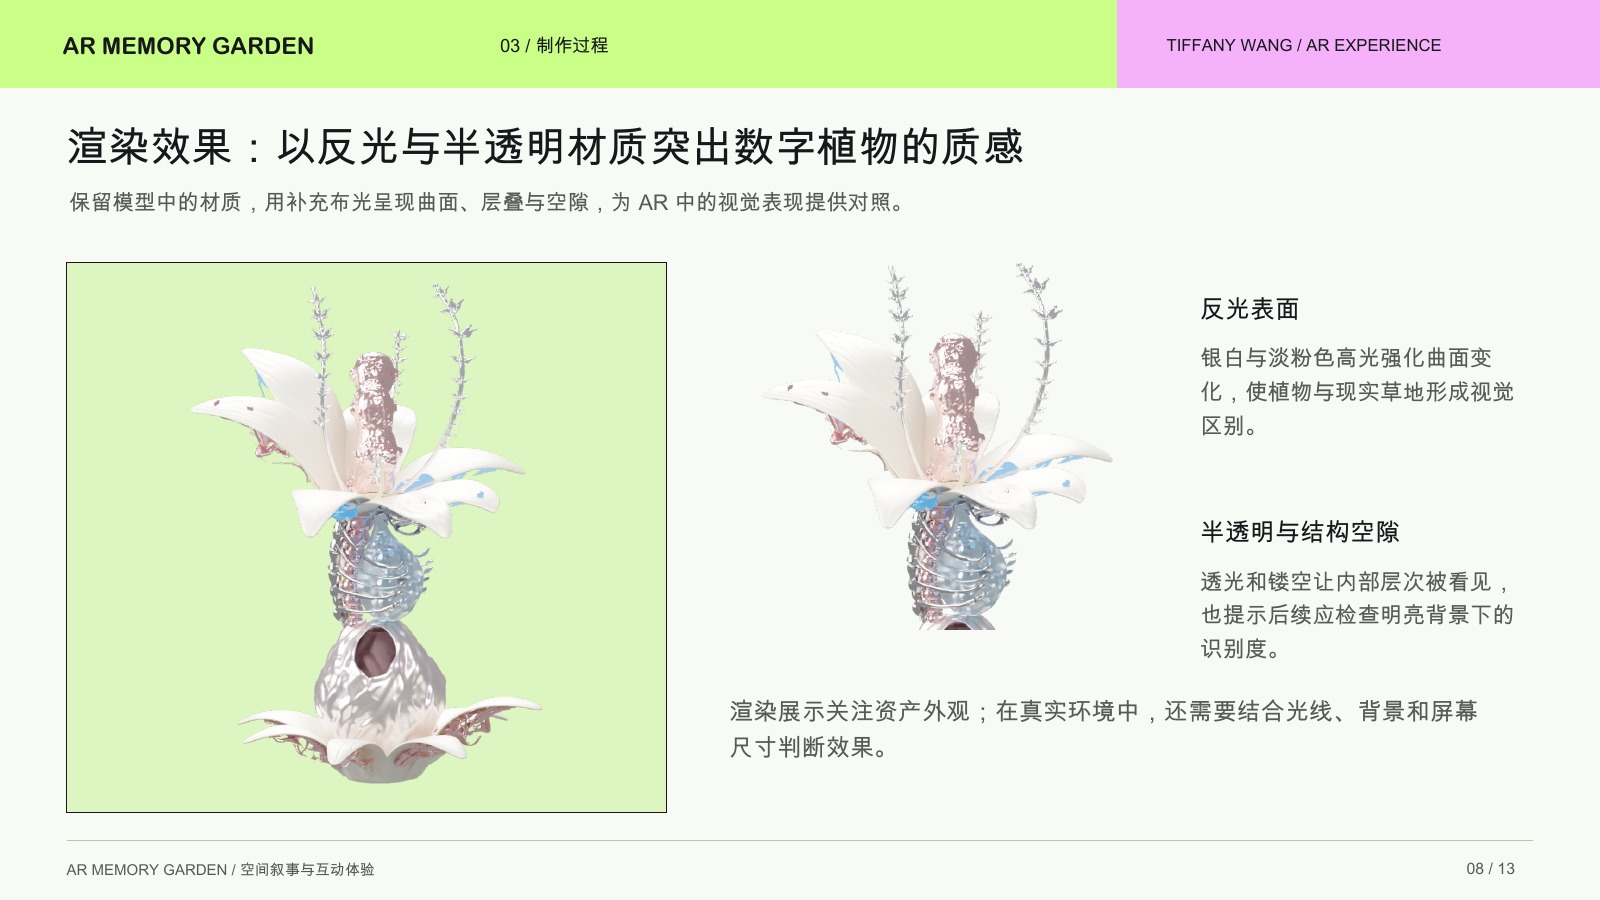 AR MEMORY GARDEN
03 / 制作过程
TIFFANY WANG / AR EXPERIENCE
渲染效果：以反光与半透明材质突出数字植物的质感
保留模型中的材质，用补充布光呈现曲面、层叠与空隙，为 AR 中的视觉表现提供对照。
反光表面
银白与淡粉色高光强化曲面变
化，使植物与现实草地形成视觉
区别。
半透明与结构空隙
透光和镂空让内部层次被看见，
也提示后续应检查明亮背景下的
识别度。
渲染展示关注资产外观；在真实环境中，还需要结合光线、背景和屏幕
尺寸判断效果。
AR MEMORY GARDEN / 空间叙事与互动体验
08 / 13